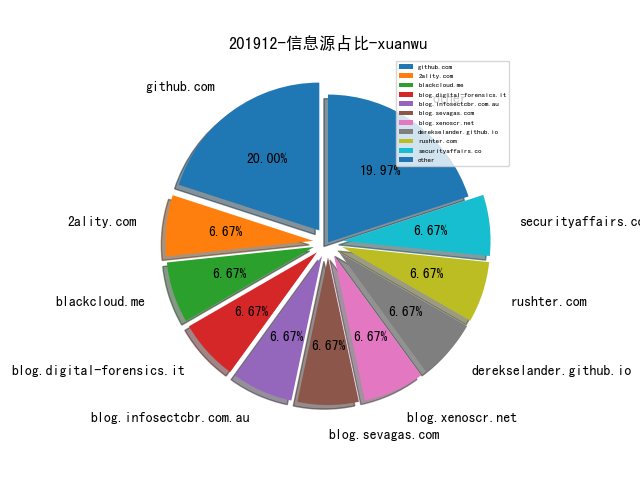 201912-信息源占比-xuanwu
github.com
2ality.com
blackcloud.me
blog.digital-forensics.it
blog.infosectcbr.com.au
blog.sevagas.com
blog.xenoscr.net
derekselander.github.io
rushter.com
securityaffairs.co
other
github.com
other
20.00%
19.97%
2ality.com
6.67%
6.67%
securityaffairs.co
blackcloud.me
6.67%
6.67%
rushter.com
blog.digital-forensics.it
6.67%
6.67%
derekselander.github.io
blog.infosectcbr.com.au
6.67%
6.67%
6.67%
blog.xenoscr.net
blog.sevagas.com